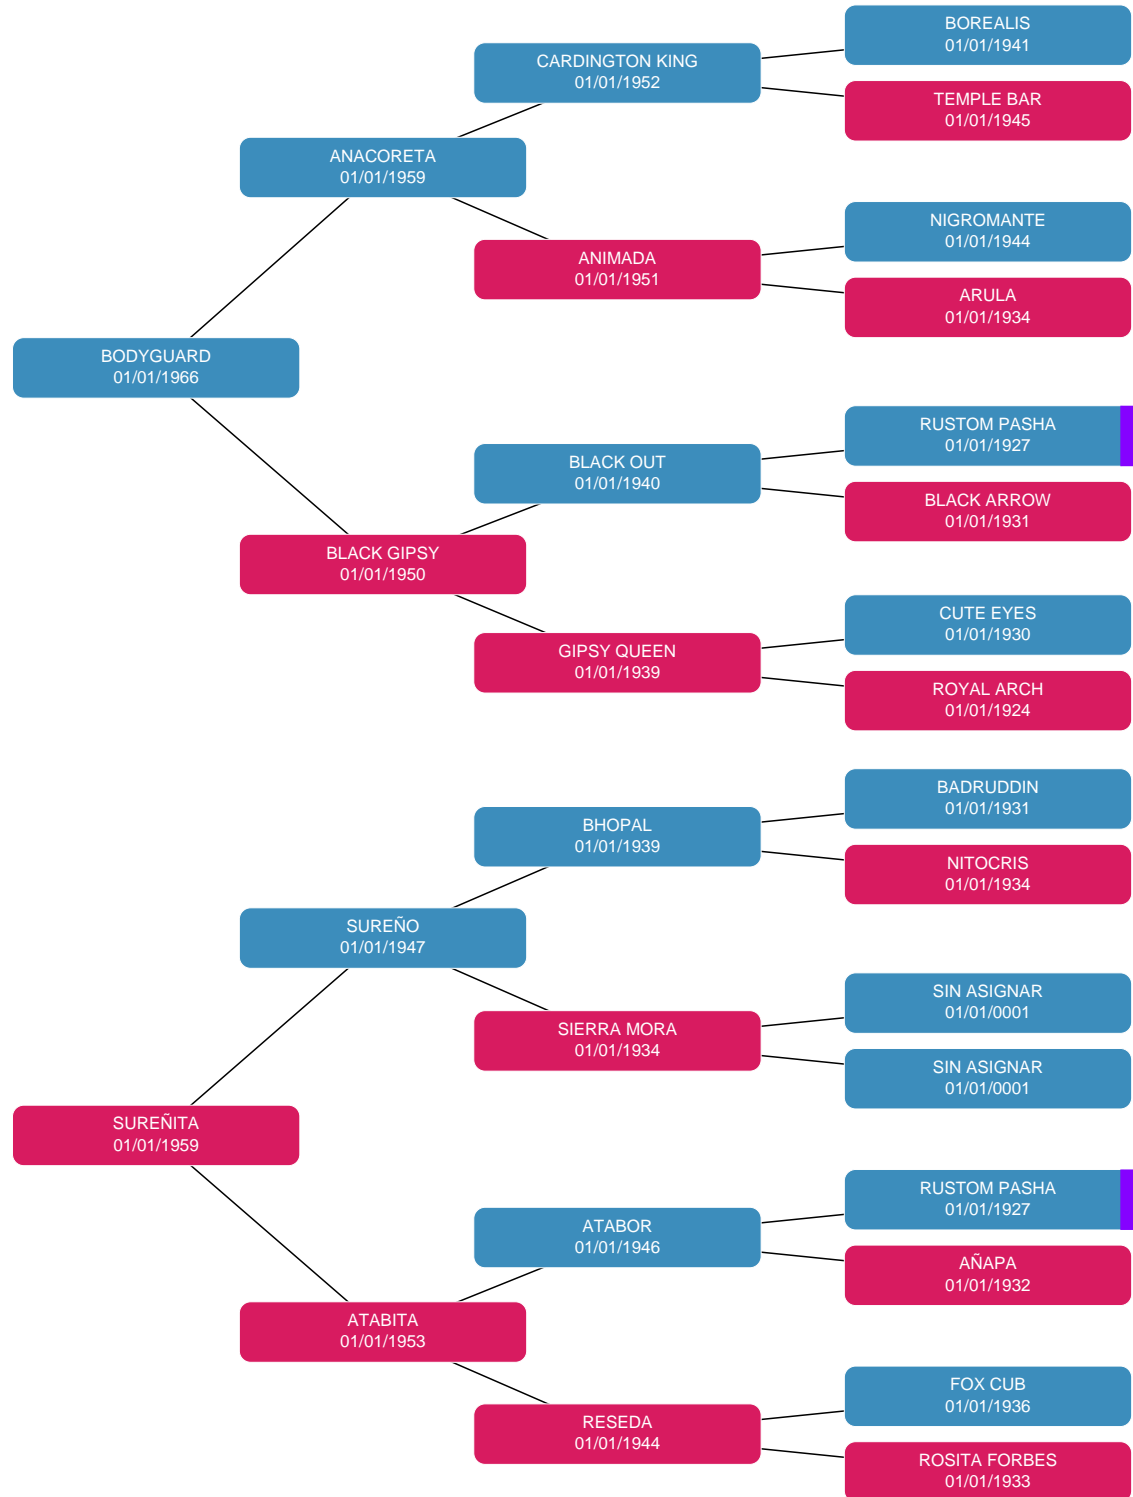 BOREALIS
01/01/1941
CARDINGTON KING
01/01/1952
TEMPLE BAR
01/01/1945
ANACORETA
01/01/1959
NIGROMANTE
01/01/1944
ANIMADA
01/01/1951
ARULA
01/01/1934
BODYGUARD
01/01/1966
RUSTOM PASHA
01/01/1927
BLACK OUT
01/01/1940
BLACK ARROW
01/01/1931
BLACK GIPSY
01/01/1950
CUTE EYES
01/01/1930
GIPSY QUEEN
01/01/1939
ROYAL ARCH
01/01/1924
BADRUDDIN
01/01/1931
BHOPAL
01/01/1939
NITOCRIS
01/01/1934
SUREÑO
01/01/1947
SIN ASIGNAR
01/01/0001
SIERRA MORA
01/01/1934
SIN ASIGNAR
01/01/0001
SUREÑITA
01/01/1959
RUSTOM PASHA
01/01/1927
ATABOR
01/01/1946
AÑAPA
01/01/1932
ATABITA
01/01/1953
FOX CUB
01/01/1936
RESEDA
01/01/1944
ROSITA FORBES
01/01/1933